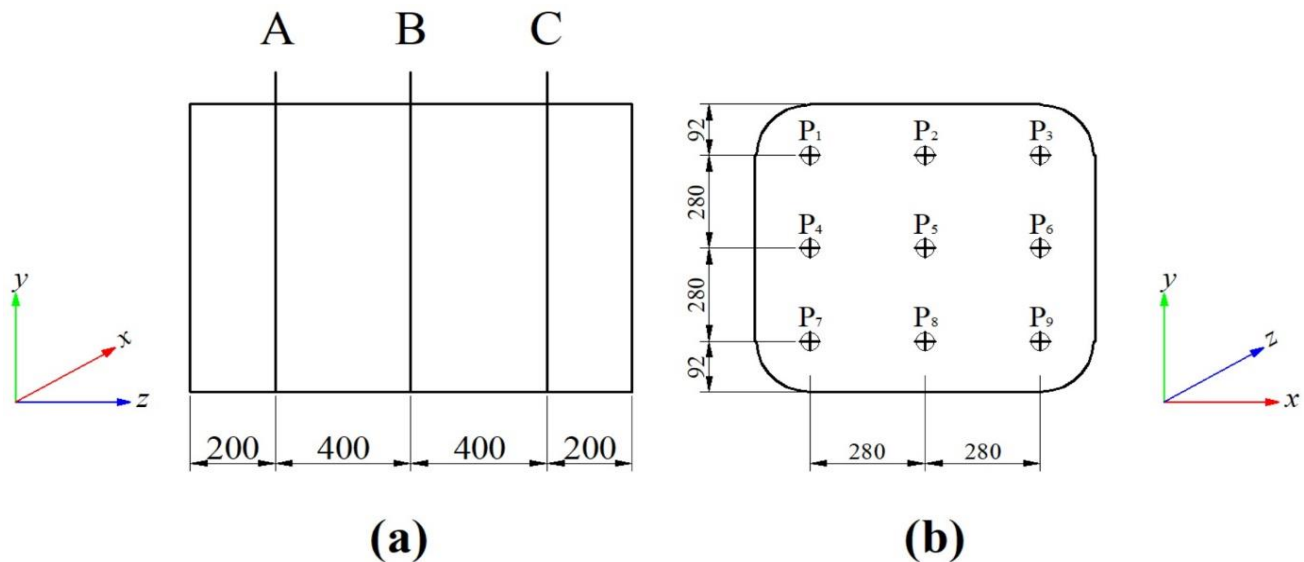 A B C
92 P₁ P₂ P₃
280
P₄ P₅ P₆
280
P₇ P₈ P₉
92
y x z
y z x
200 400 400 200
280 280
(a) (b)